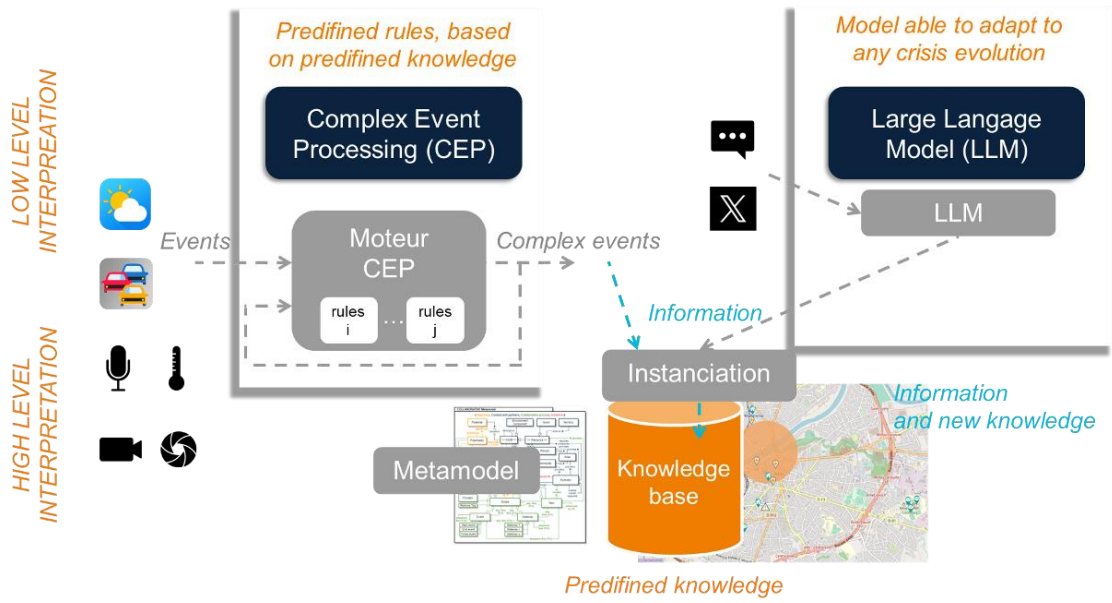 Predifined rules, based
on predifined knowledge
Model able to adapt to
any crisis evolution
LOW LEVEL
INTERPREATION
Complex Event
Processing (CEP)
Large Langage
Model (LLM)
LLM
Events
Moteur
CEP
Complex events
rules
i
...
rules
j
Information
HIGH LEVEL
INTERPRETATION
Instanciation
Information
and new knowledge
Metamodel
Knowledge
base
Predifined knowledge